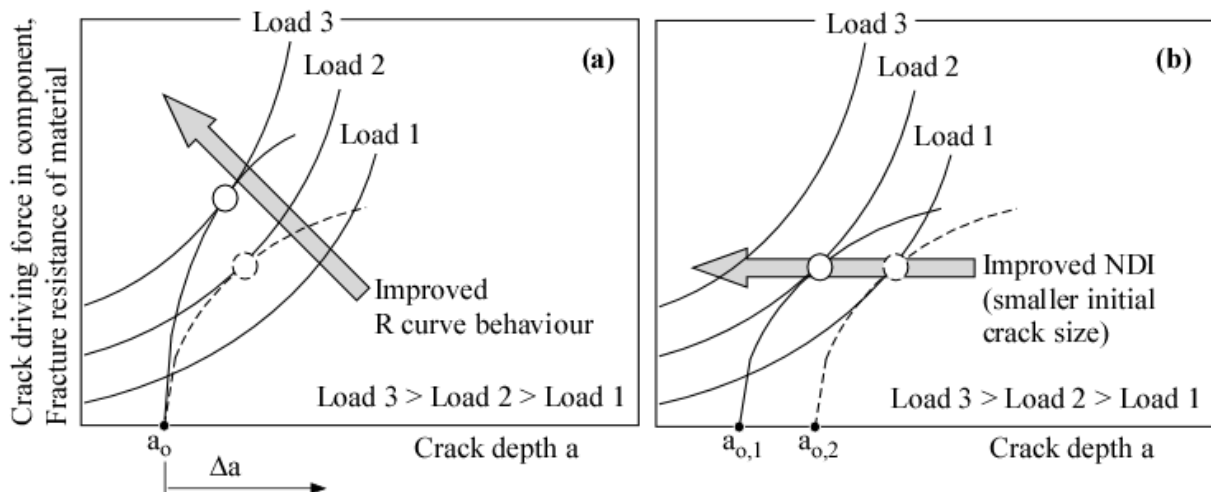 Crack driving force in component,
Fracture resistance of material
Load 3
(a)
Load 2
Load 1
Improved
R curve behaviour
Load 3 > Load 2 > Load 1
a₀
Crack depth a
Δa
Load 3
(b)
Load 2
Load 1
Improved NDI
(smaller initial
crack size)
Load 3 > Load 2 > Load 1
aₒ,₁
aₒ,₂
Crack depth a